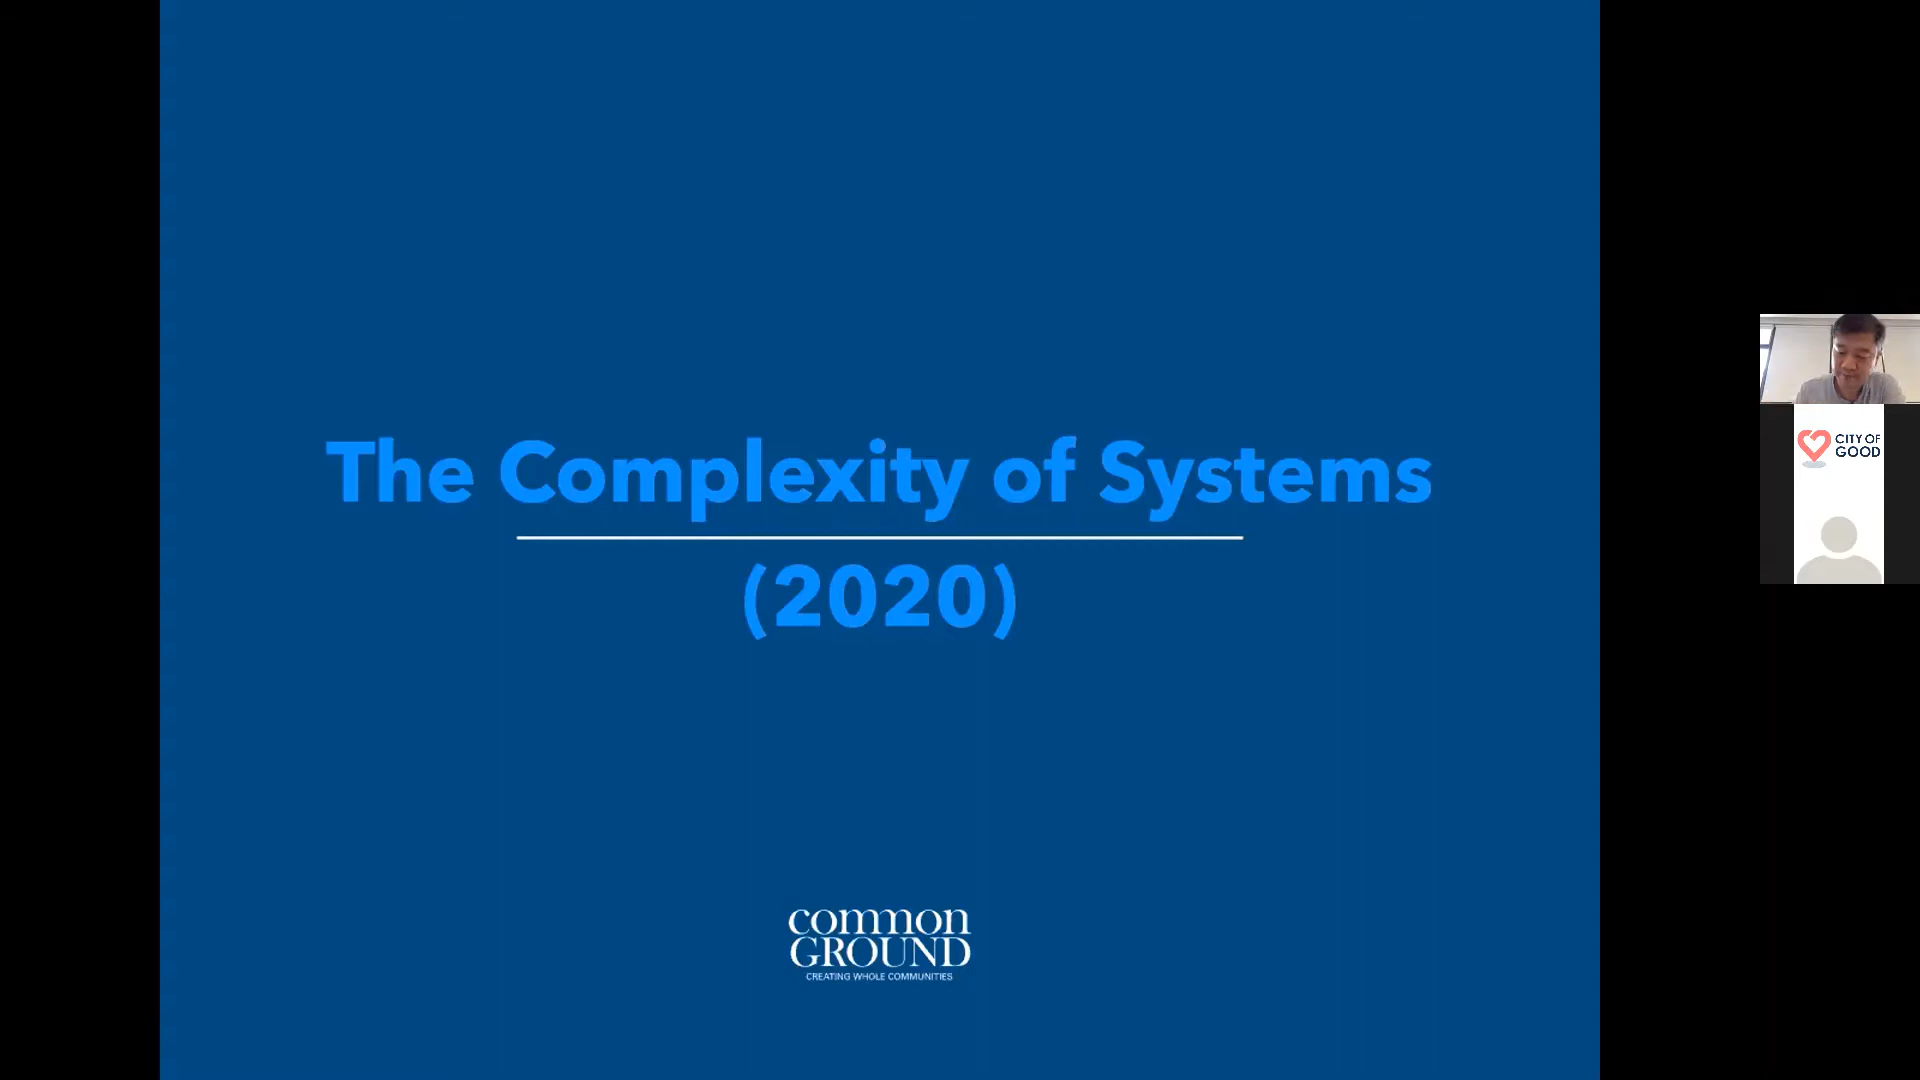 The Complexity of Systems
(2020)
common
GROUND
CREATING WHOLE COMMUNITIES
CITY OF
GOOD